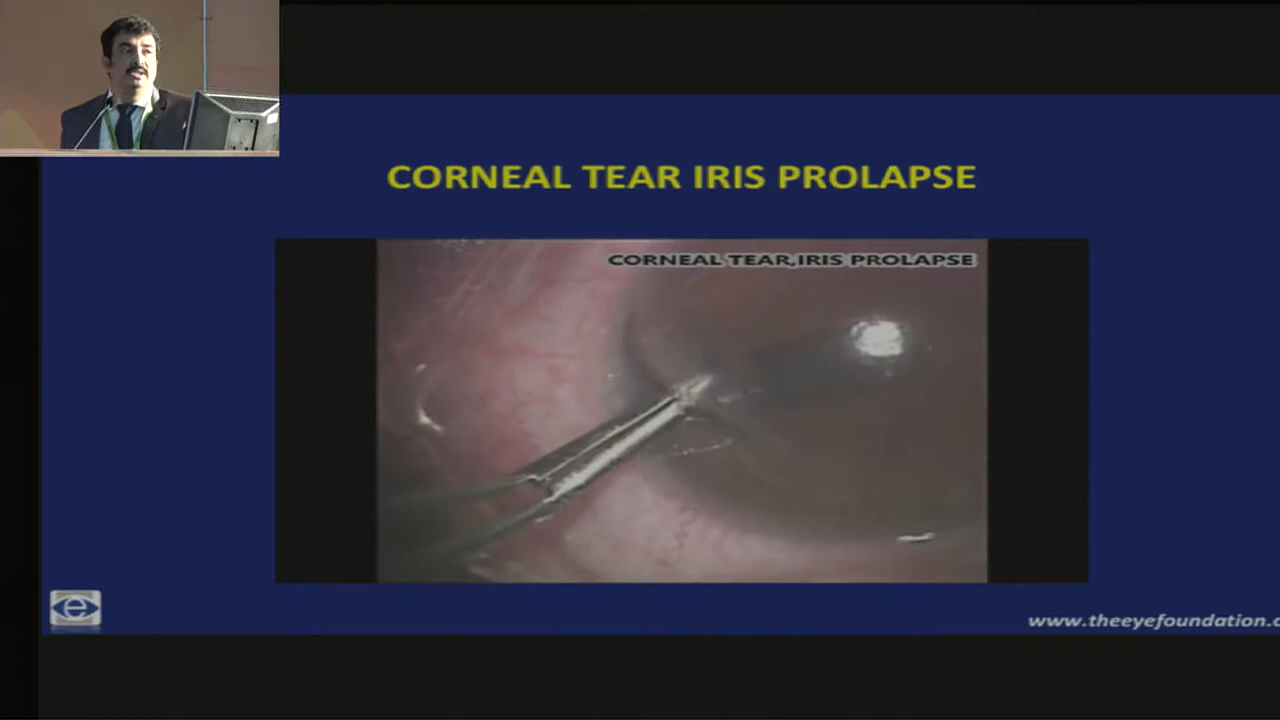 CORNEAL TEAR IRIS PROLAPSE
CORNEAL TEAR,IRIS PROLAPSE
e
www.theeyefoundation.c